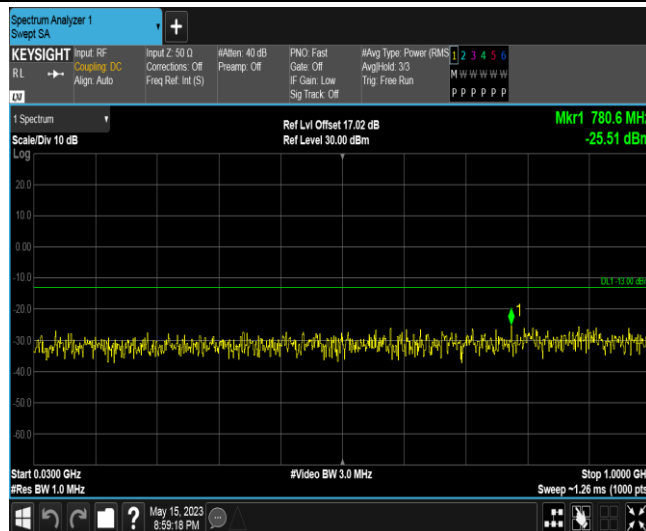 Spectrum Analyzer 1
Swept SA
+
KEYSIGHT
RL
LXI
Input: RF
Coupling: DC
Align: Auto
Input Z: 50 Ω
Corrections: Off
Freq Ref: Int (S)
#Atten: 40 dB
Preamp: Off
PNO: Fast
Gate: Off
IF Gain: Low
Sig Track: Off
#Avg Type: Power (RMS
Avg|Hold: 3/3
Trig: Free Run
1 2 3 4 5 6
M W W W W W
P P P P P P
1 Spectrum
Scale/Div 10 dB
Log
Ref Lvl Offset 17.02 dB
Ref Level 30.00 dBm
Mkr1 780.6 MHz
-25.51 dBm
20.0
10.0
0.00
-10.0
DL1 -13.00 dBm
-20.0
1
-30.0
-40.0
-50.0
-60.0
Start 0.0300 GHz
#Res BW 1.0 MHz
#Video BW 3.0 MHz
Stop 1.0000 GH
Sweep ~1.26 ms (1000 pts
?
May 15, 2023
8:59:18 PM